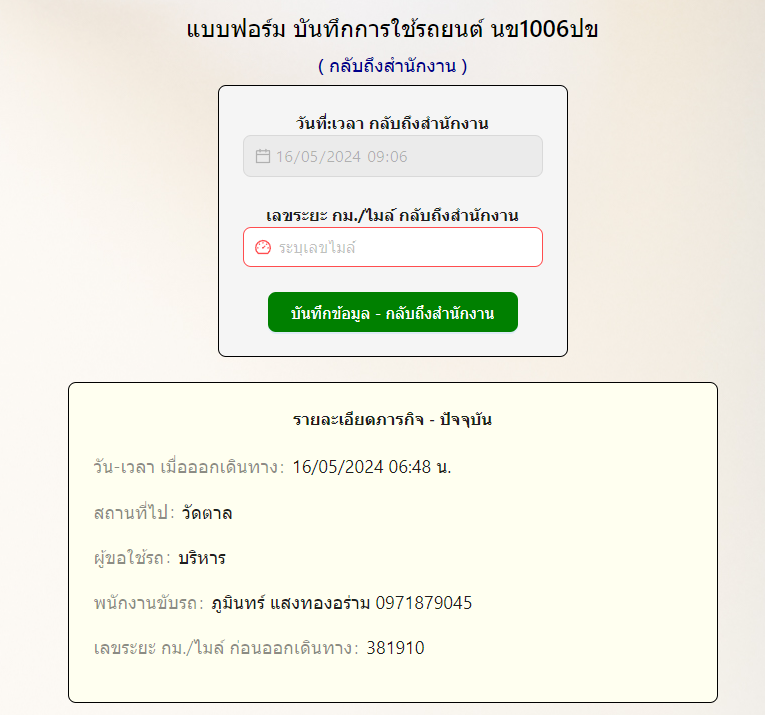 แบบฟอร์ม บันทึกการใช้รถยนต์ นข1006ปข
( กลับถึงสำนักงาน )
วันที่:เวลา กลับถึงสำนักงาน
16/05/2024 09:06
เลขระยะ กม./ไมล์ กลับถึงสำนักงาน
ระบุเลขไมล์
บันทึกข้อมูล - กลับถึงสำนักงาน
รายละเอียดภารกิจ - ปัจจุบัน
วัน-เวลา เมื่อออกเดินทาง: 16/05/2024 06:48 น.
สถานที่ไป: วัดตาล
ผู้ขอใช้รถ: บริหาร
พนักงานขับรถ: ภูมินทร์ แสงทองอร่าม 0971879045
เลขระยะ กม./ไมล์ ก่อนออกเดินทาง: 381910